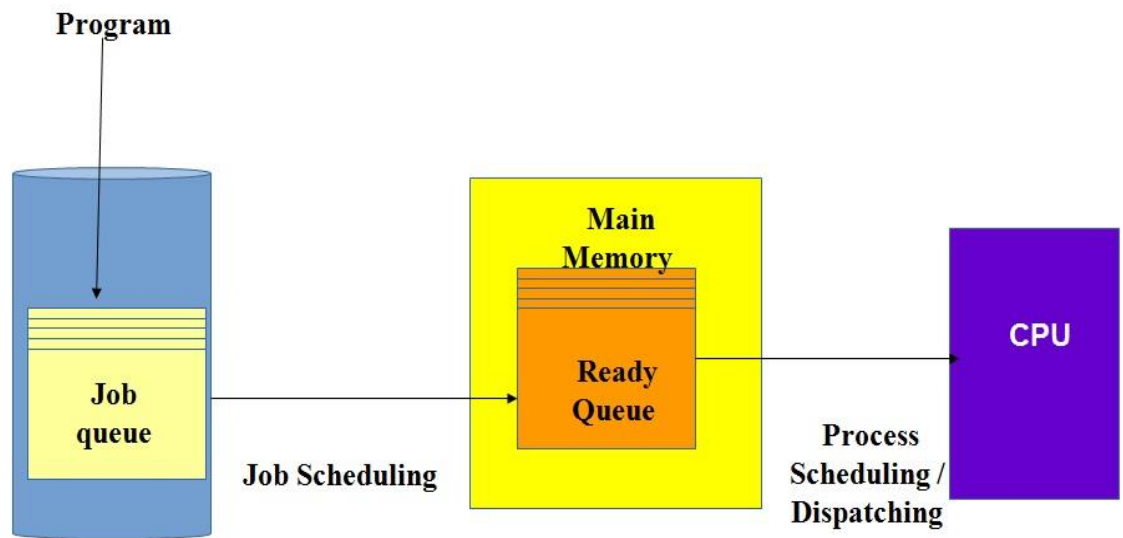 Program
Job
queue
Job Scheduling
Main
Memory
Ready
Queue
Process
Scheduling /
Dispatching
CPU